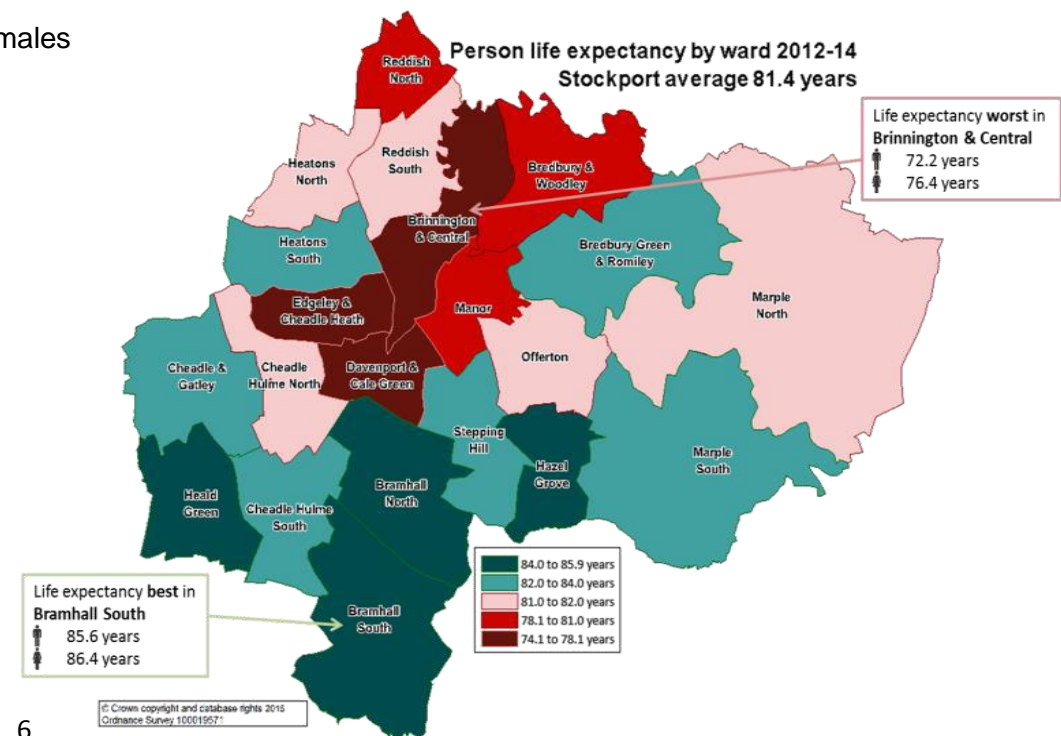 males
Person life expectancy by ward 2012-14
Stockport average 81.4 years
Reddish
North
Life expectancy worst in
Brinnington & Central
72.2 years
76.4 years
Heatons
North
Reddish
South
Bredbury &
Woodley
Brinnington
& Central
Heatons
South
Bredbury Green
& Romiley
Edgeley &
Cheadle Heath
Manor
Marple
North
Cheadle &
Gatley
Cheadle
Hulme North
Davenport &
Cale Green
Offerton
Stepping
Hill
Marple
South
Heald
Green
Cheadle Hulme
South
Bramhall
North
Hazel
Grove
84.0 to 85.9 years
82.0 to 84.0 years
81.0 to 82.0 years
78.1 to 81.0 years
74.1 to 78.1 years
Life expectancy best in
Bramhall South
85.6 years
86.4 years
Bramhall
South
© Crown copyright and database rights 2015
Ordnance Survey 100019571
6